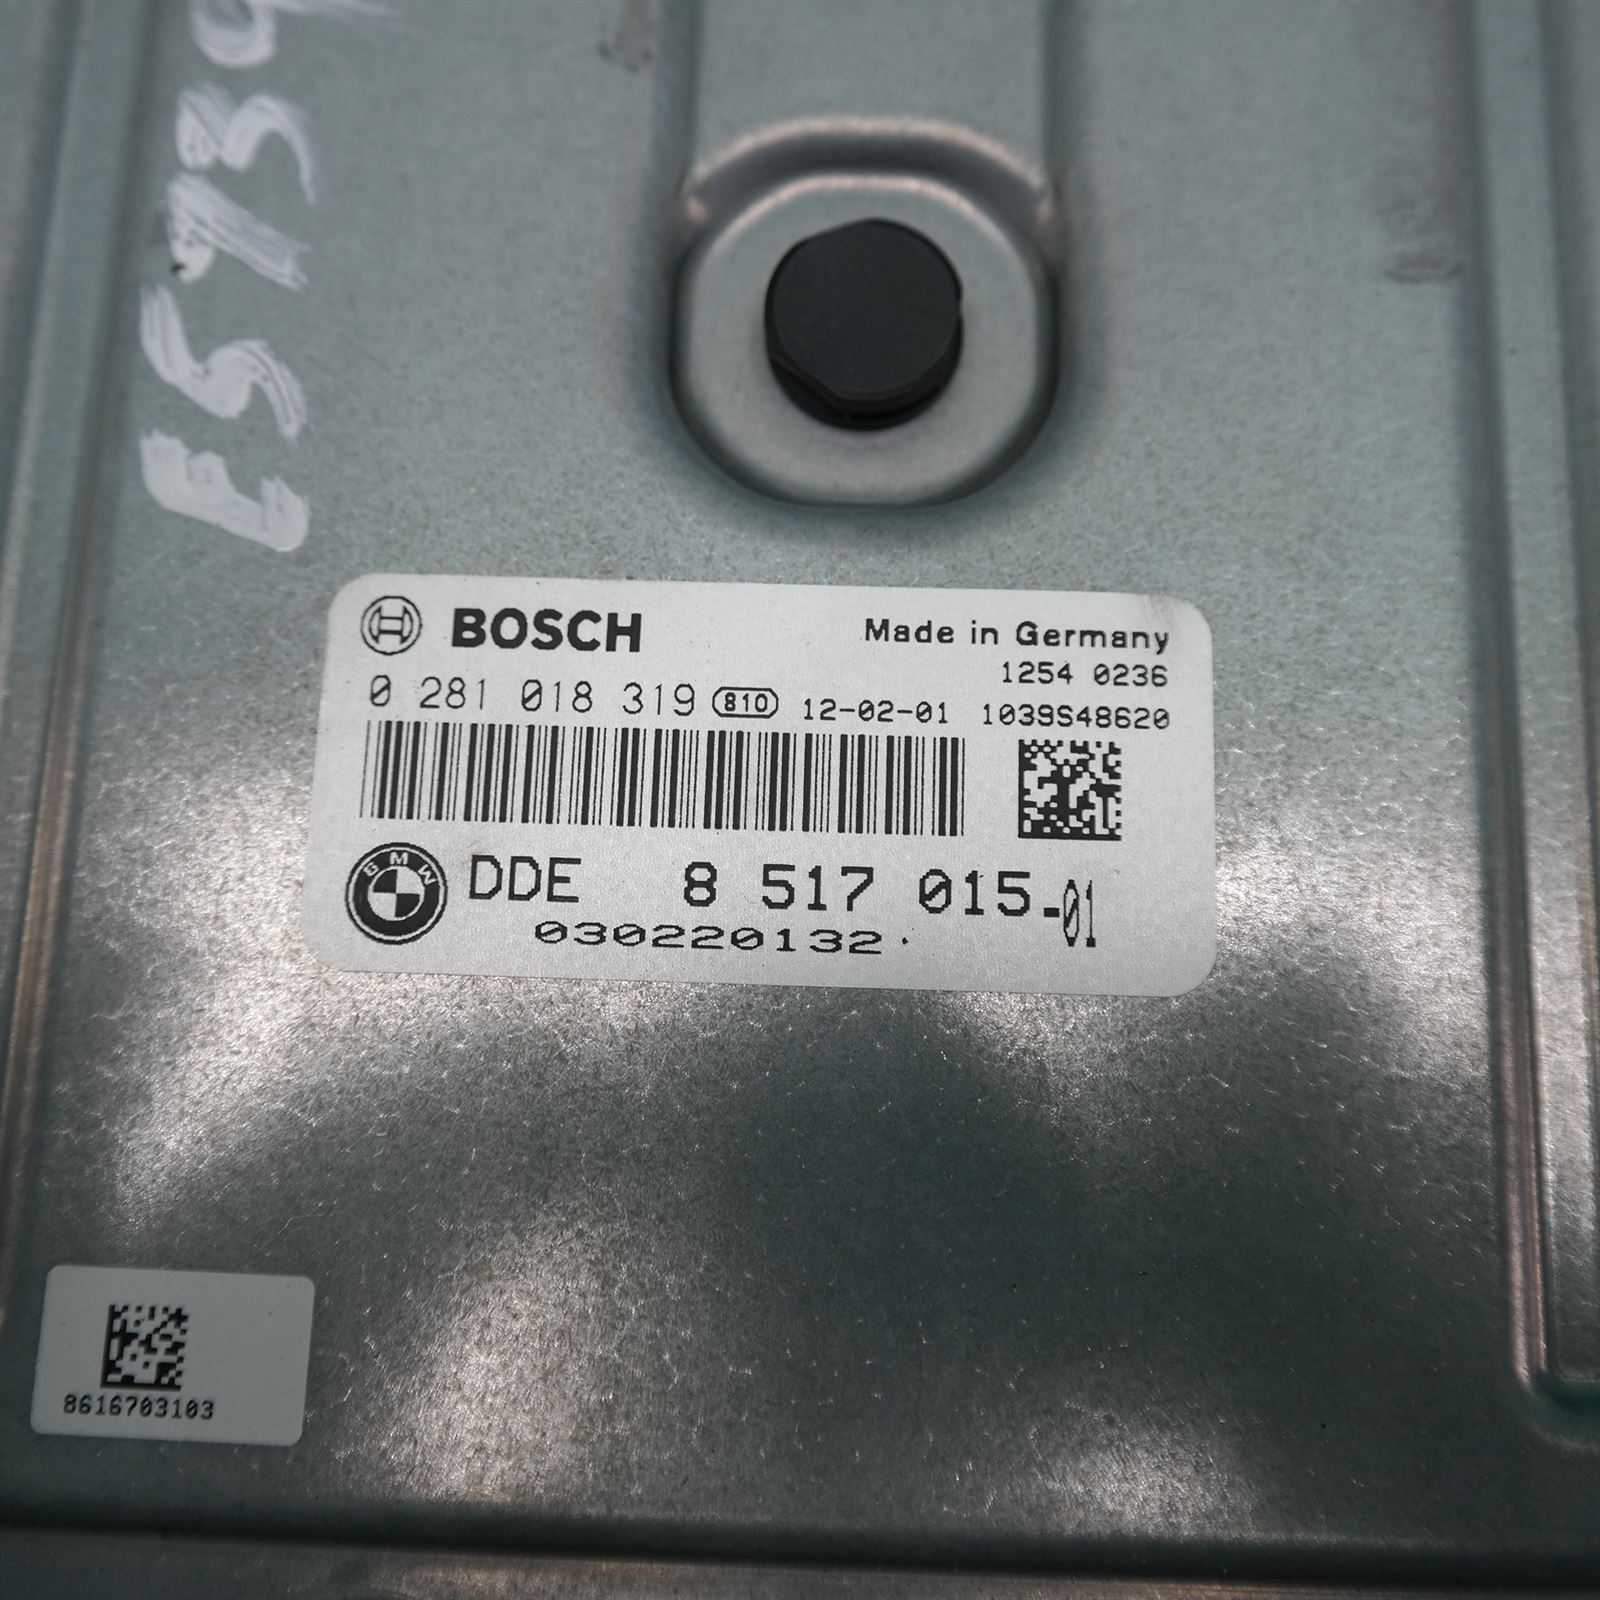 BOSCH
Made in Germany
1254 0236
0 281 018 319 810 12-02-01 1039S48620
BMW
DDE 8 517 015-01
030220132
8616703103